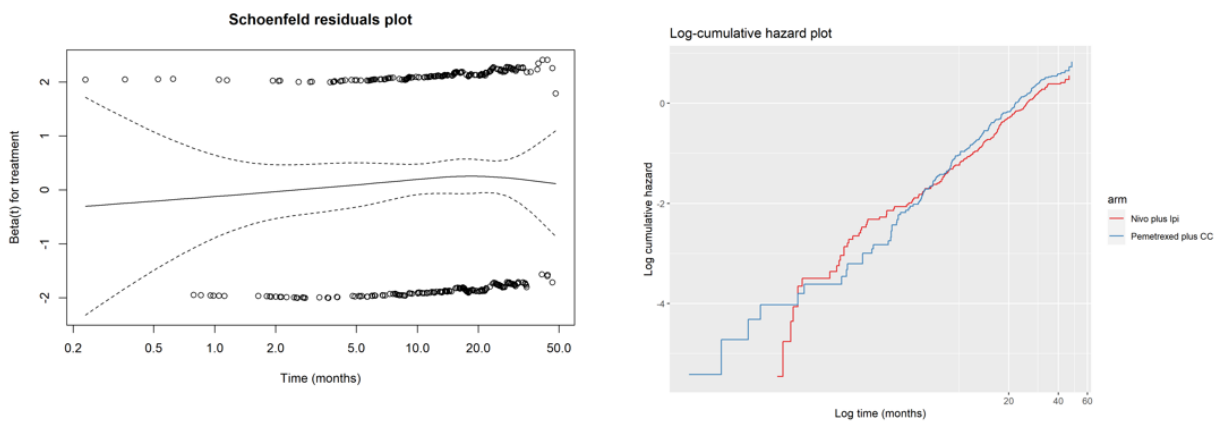 Schoenfeld residuals plot
Beta(t) for treatment
2
1
0
-1
-2
0.2 0.5 1.0 2.0 5.0 10.0 20.0 50.0
Time (months)
Log-cumulative hazard plot
Log cumulative hazard
0
-2
-4
20 40 60
Log time (months)
arm
Nivo plus Ipi
Pemetrexed plus CC